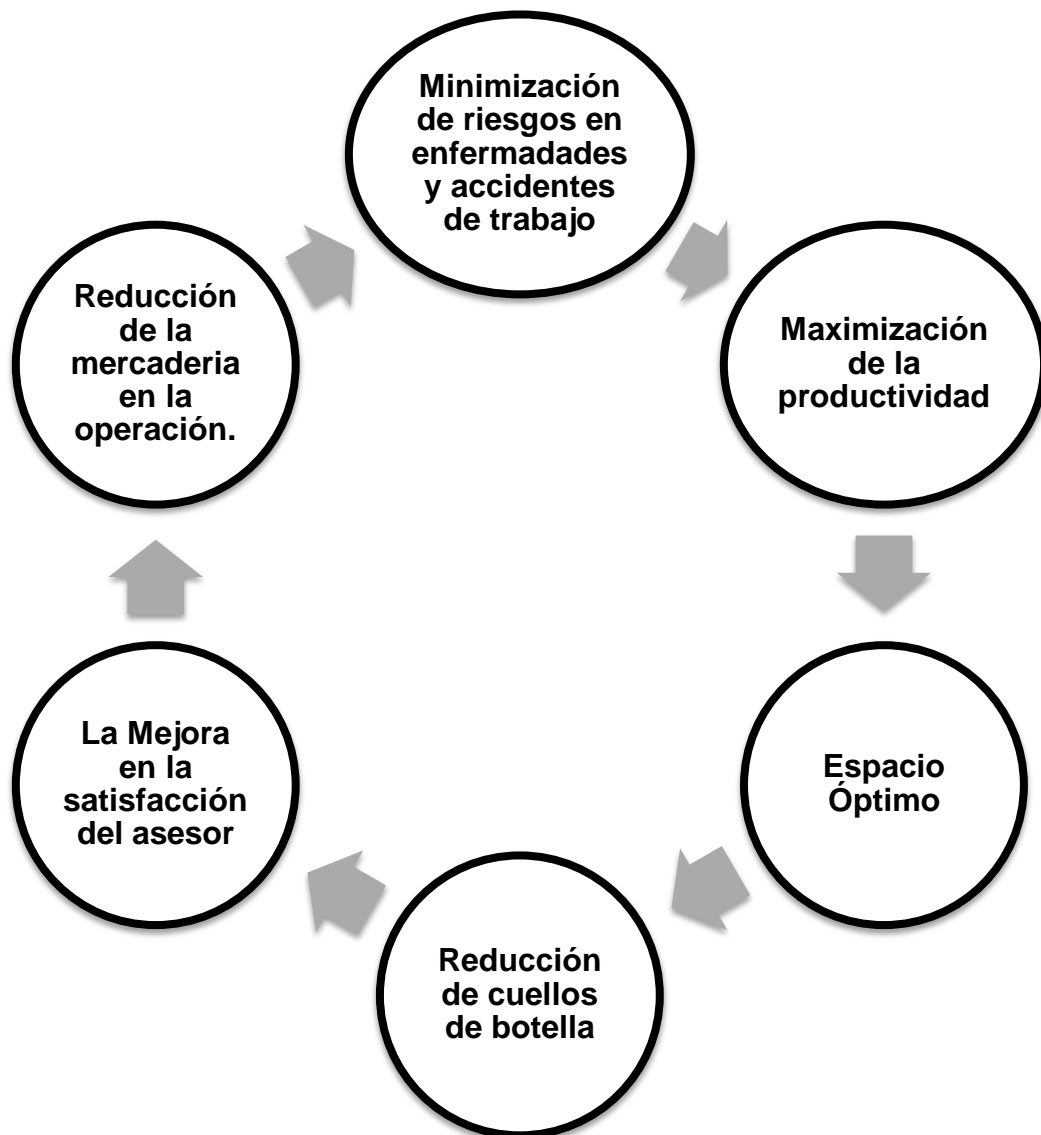 Minimización
de riesgos en
enfermadades
y accidentes
de trabajo
Maximización
de la
productividad
Espacio
Óptimo
Reducción
de cuellos
de botella
La Mejora
en la
satisfacción
del asesor
Reducción
de la
mercaderia
en la
operación.